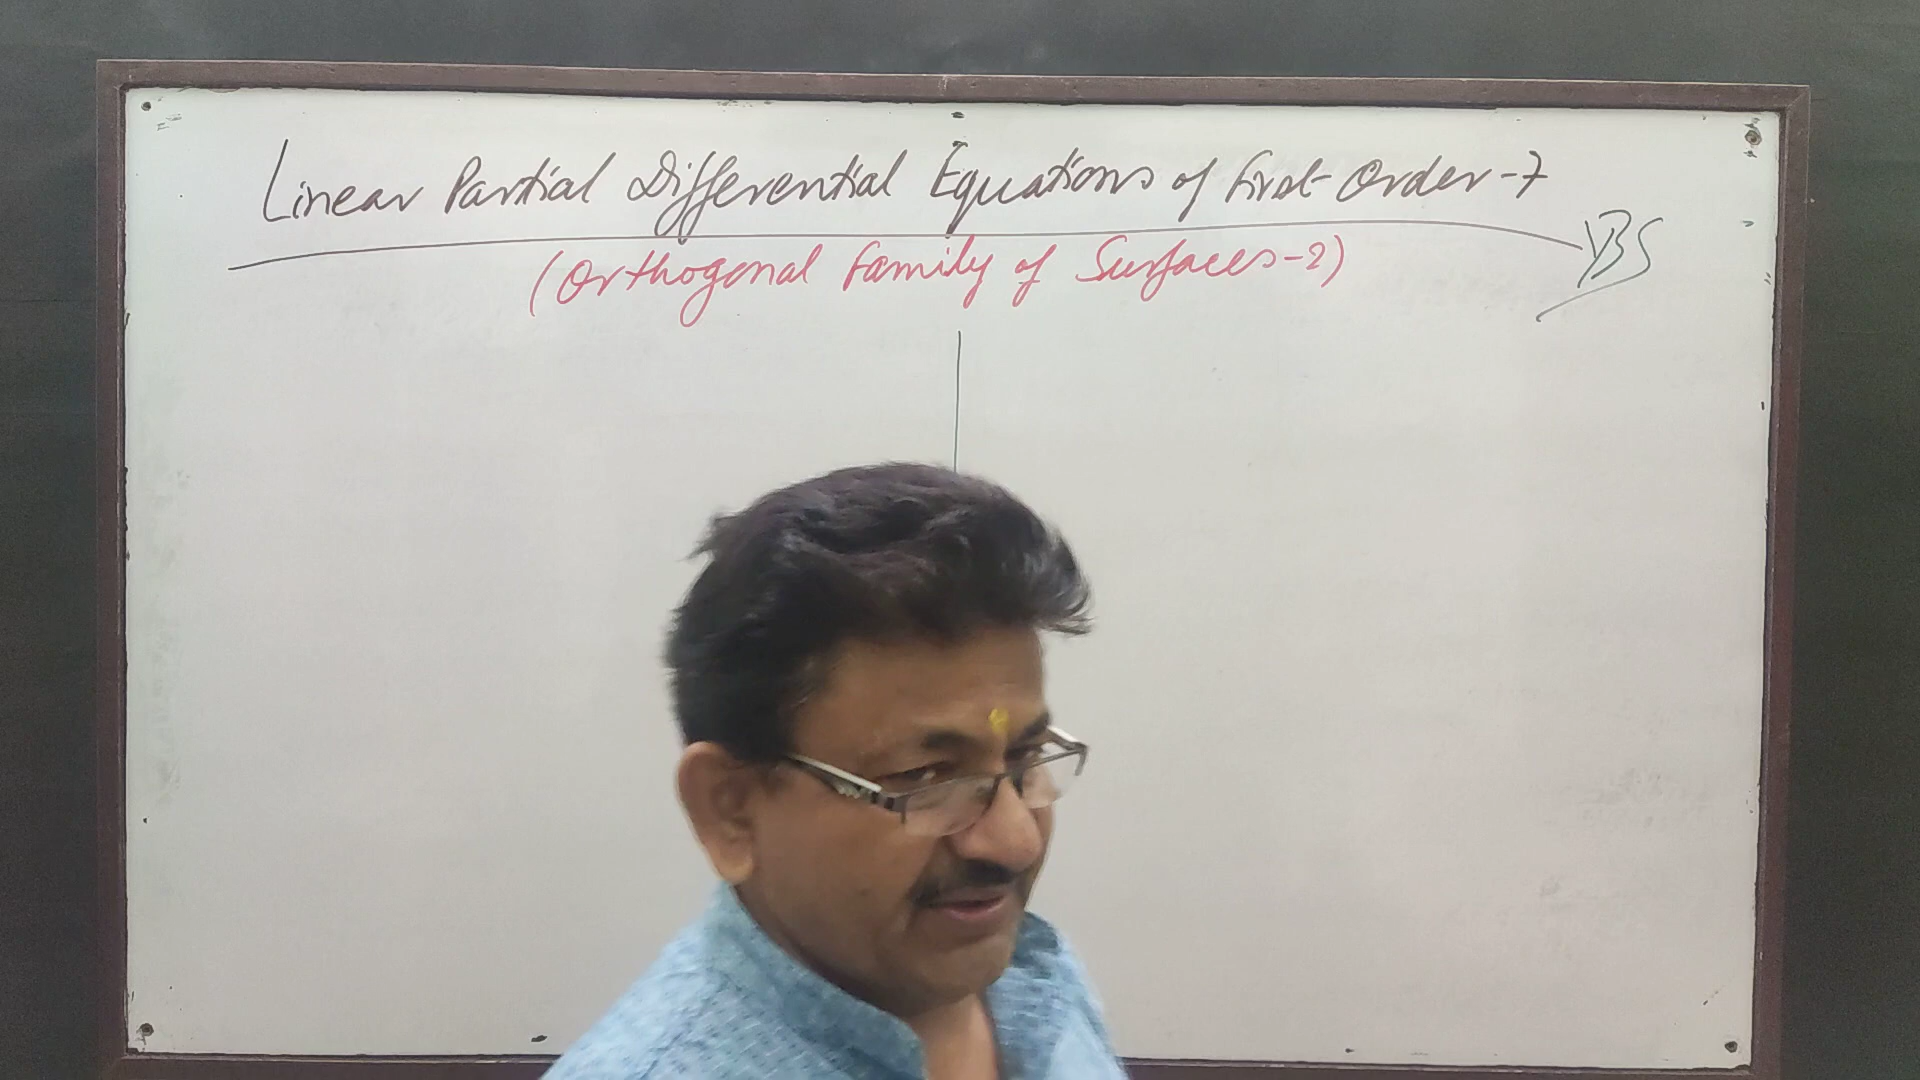 Linear Partial Differential Equations of First Order-7
YBS
(Orthogonal Family of Surfaces-2)